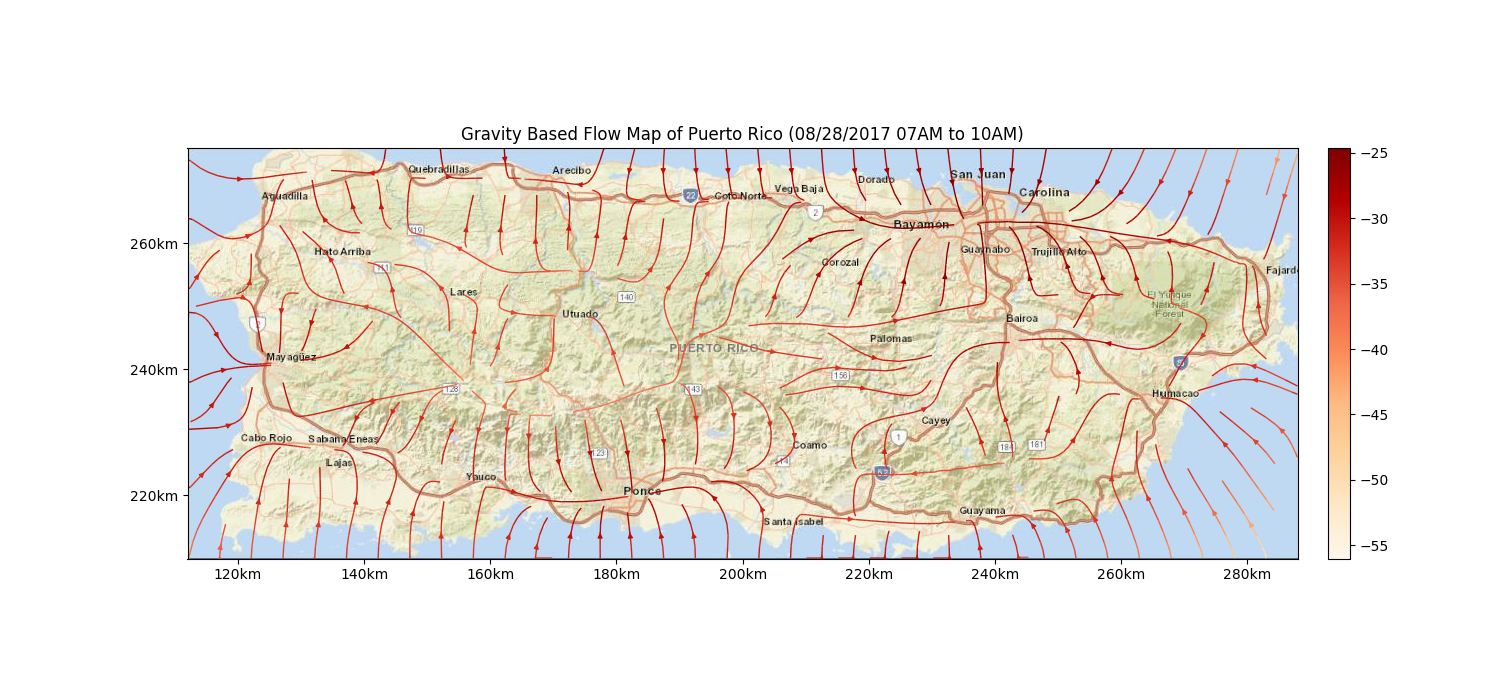 Gravity Based Flow Map of Puerto Rico (08/28/2017 07AM to 10AM)
−25
−30
−35
−40
−45
−50
−55
260km
240km
220km
120km
140km
160km
180km
200km
220km
240km
260km
280km
Quebradillas
Arecibo
San Juan
Dorado
Vega Baja
Carolina
Aguadilla
22
Coto Norte
2
Bayamón
119
Hato Arriba
Guaynabo
Trujillo Alto
Corozal
111
Fajardo
Lares
140
El Yunque
National
Forest
Utuado
2
Bairoa
Palomas
PUERTO RICO
Mayagüez
156
128
143
Humacao
Cayey
Cabo Rojo
Sabana Eneas
1
Coamo
184
181
123
14
Lajas
52
Yauco
Ponce
Guayama
Santa Isabel